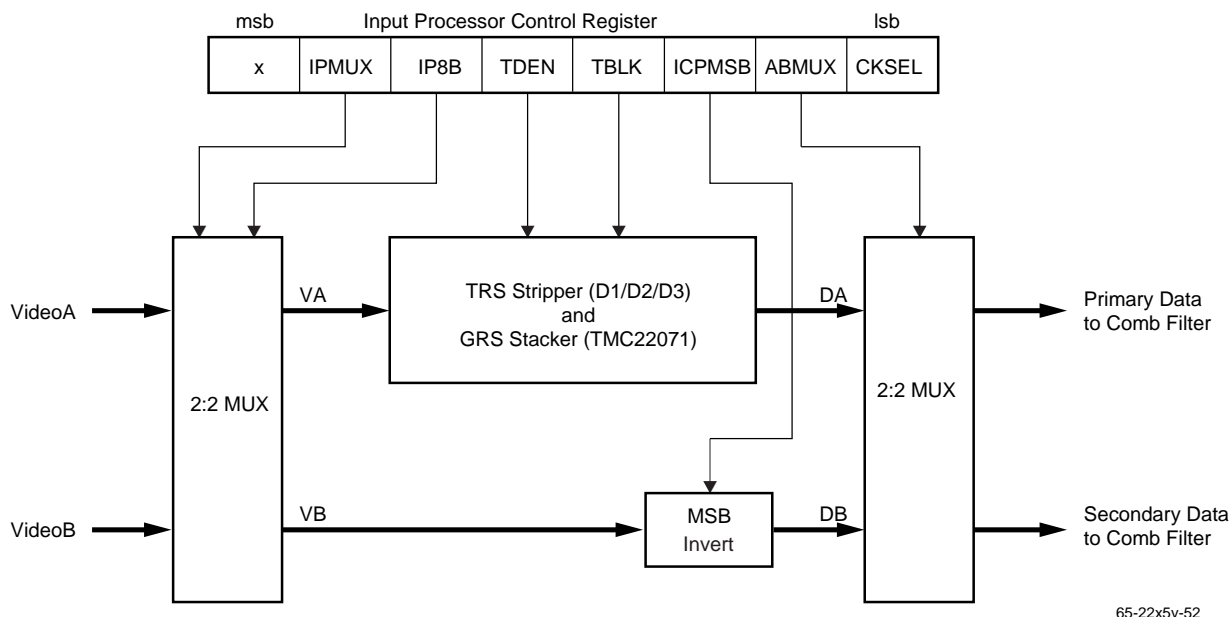 msb Input Processor Control Register lsb
x IPMUX IP8B TDEN TBLK ICPMSB ABMUX CKSEL
VideoA
VA
TRS Stripper (D1/D2/D3)
and
GRS Stacker (TMC22071)
DA
Primary Data
to Comb Filter
2:2 MUX
2:2 MUX
VideoB
VB
MSB
Invert
DB
Secondary Data
to Comb Filter
65-22x5y-52